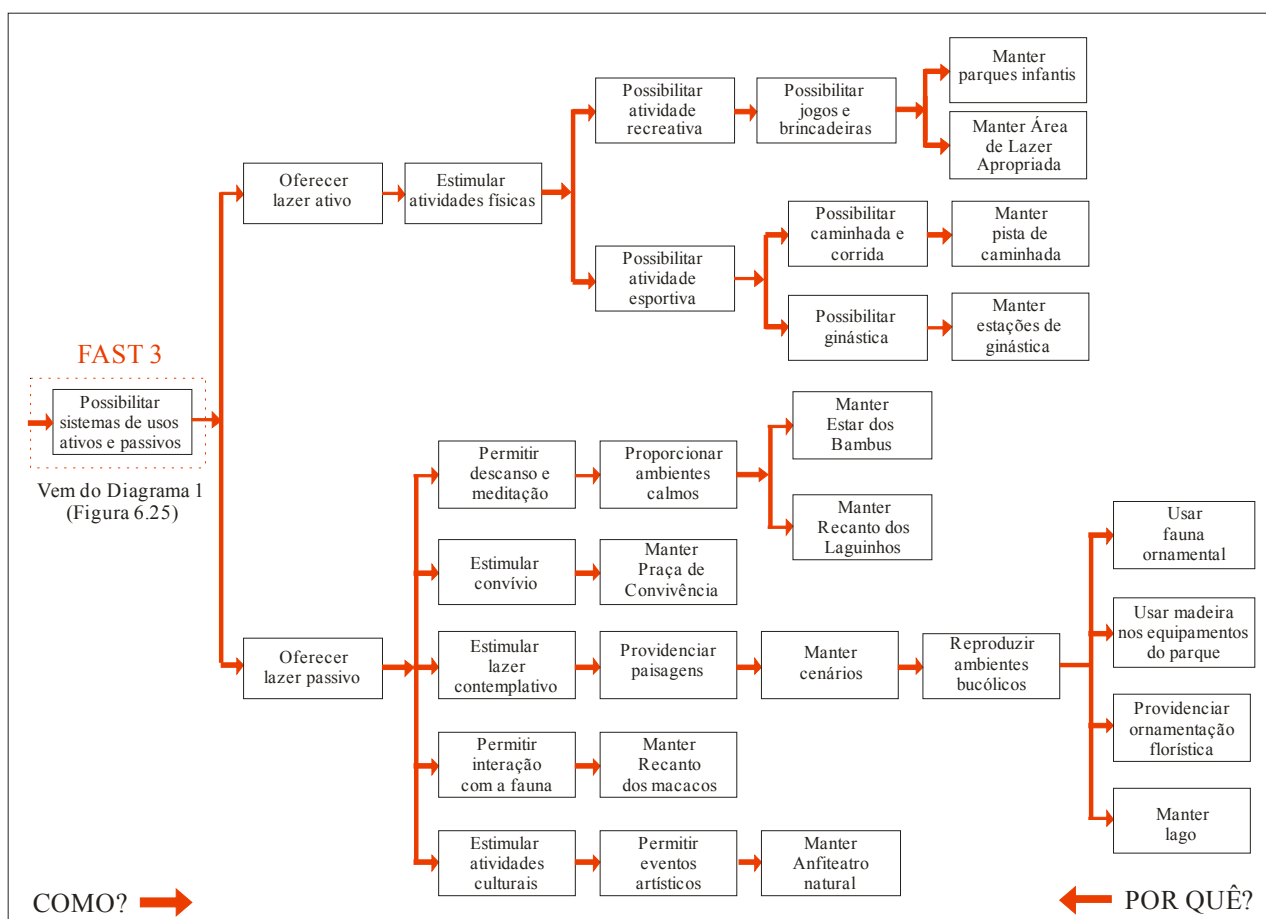 Manter
parques infantis
Possibilitar
atividade
recreativa
Possibilitar
jogos e
brincadeiras
Manter Área
de Lazer
Apropriada
Oferecer
lazer ativo
Estimular
atividades físicas
Possibilitar
caminhada e
corrida
Manter
pista de
caminhada
Possibilitar
atividade
esportiva
Possibilitar
ginástica
Manter
estações de
ginástica
FAST 3
Possibilitar
sistemas de usos
ativos e passivos
Vem do Diagrama 1
(Figura 6.25)
Manter
Estar dos
Bambus
Permitir
descanso e
meditação
Proporcionar
ambientes
calmos
Manter
Recanto dos
Laguinhos
Usar
fauna
ornamental
Estimular
convívio
Manter
Praça de
Convivência
Usar madeira
nos equipamentos
do parque
Oferecer
lazer passivo
Estimular
lazer
contemplativo
Providenciar
paisagens
Manter
cenários
Reproduzir
ambientes
bucólicos
Providenciar
ornamentação
florística
Permitir
interação
com a fauna
Manter
Recanto
dos macacos
Manter
lago
Estimular
atividades
culturais
Permitir
eventos
artísticos
Manter
Anfiteatro
natural
COMO?
POR QUÊ?